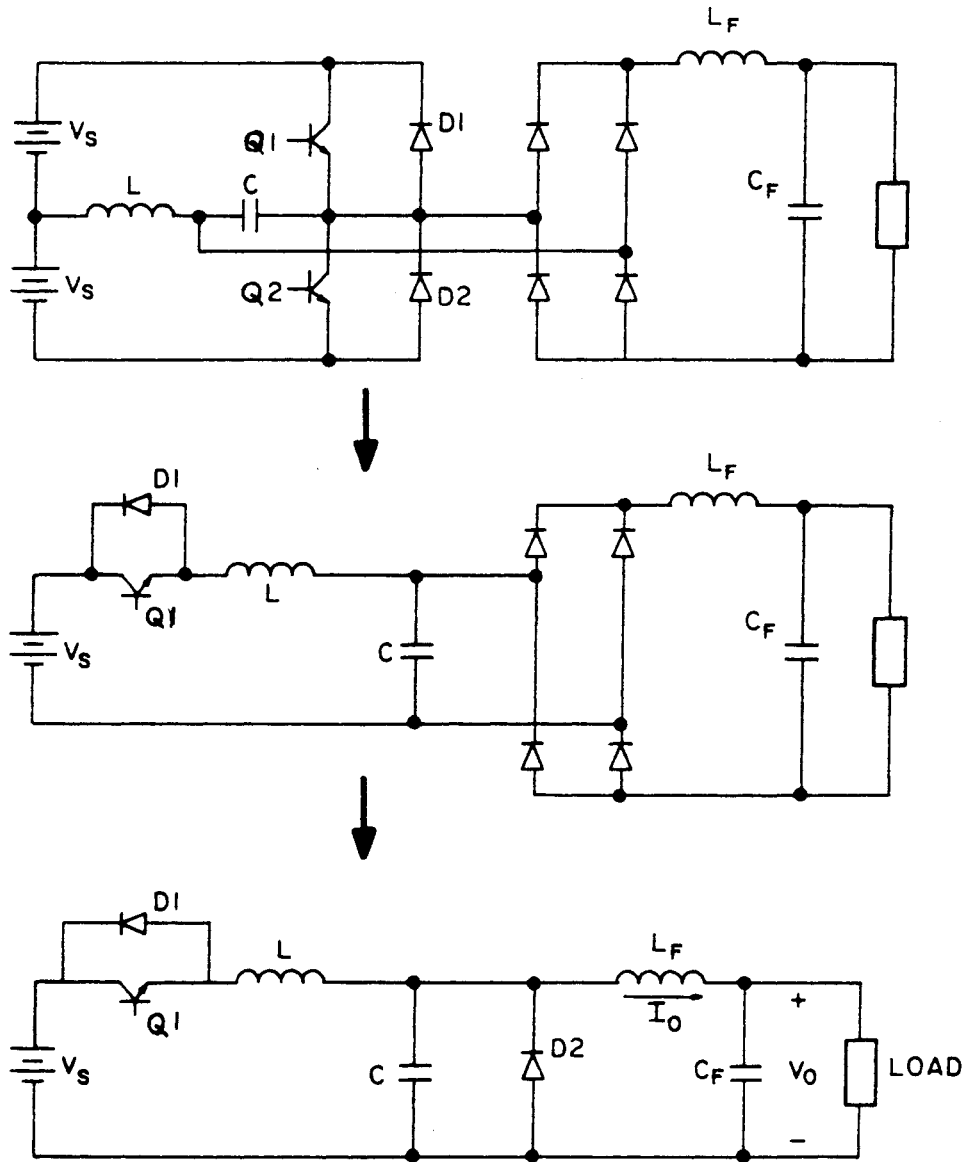 L_F
V_S
Q1
D1
L
C
C_F
V_S
Q2
D2
D1
L_F
Q1
L
V_S
C
C_F
D1
L
L_F
I_O
+
Q1
V_S
C
D2
C_F
V_O
LOAD
−